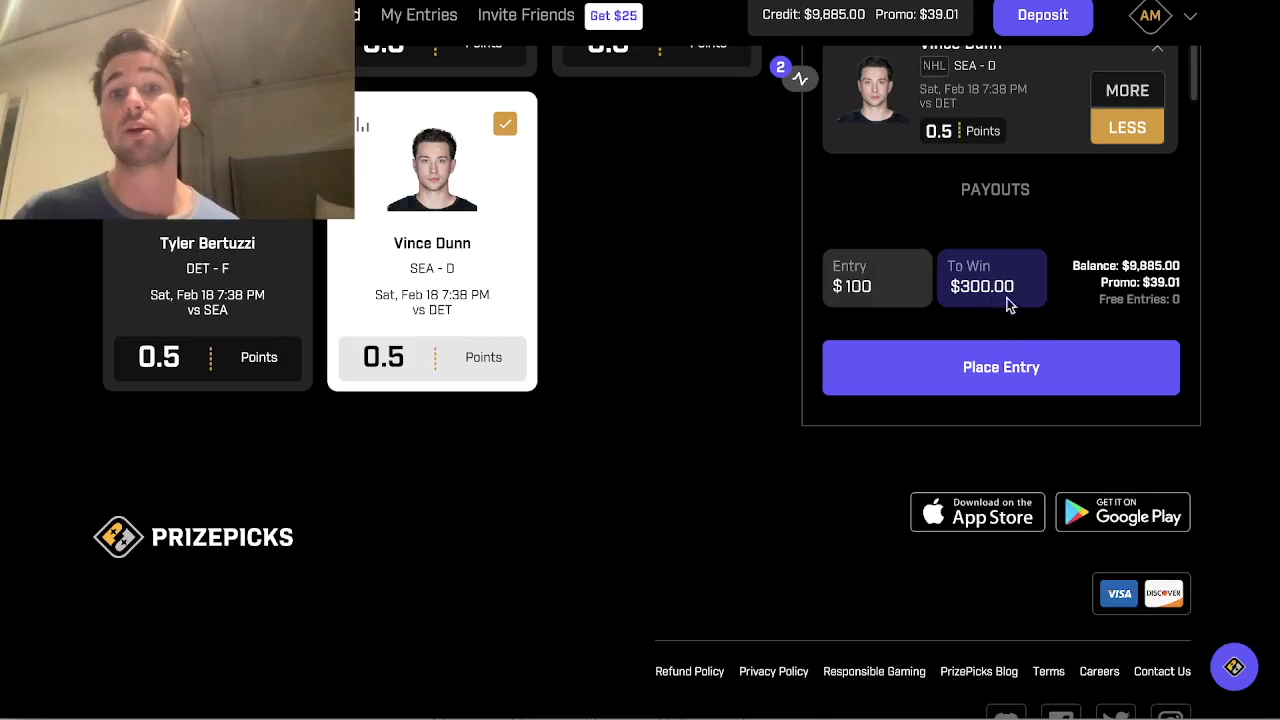 My Entries
Invite Friends
Get $25
Credit: $9,885.00
Promo: $39.01
Deposit
AM
Points
Points
2
Vince Dunn
NHL SEA - D
Sat, Feb 18 7:38 PM
vs DET
0.5 Points
MORE
LESS
PAYOUTS
Entry
$ 100
To Win
$300.00
Balance: $9,885.00
Promo: $39.01
Free Entries: 0
Place Entry
Tyler Bertuzzi
DET - F
Sat, Feb 18 7:38 PM
vs SEA
0.5 Points
Vince Dunn
SEA - D
Sat, Feb 18 7:38 PM
vs DET
0.5 Points
PRIZEPICKS
Download on the
App Store
GET IT ON
Google Play
VISA
DISCOVER
Refund Policy
Privacy Policy
Responsible Gaming
PrizePicks Blog
Terms
Careers
Contact Us